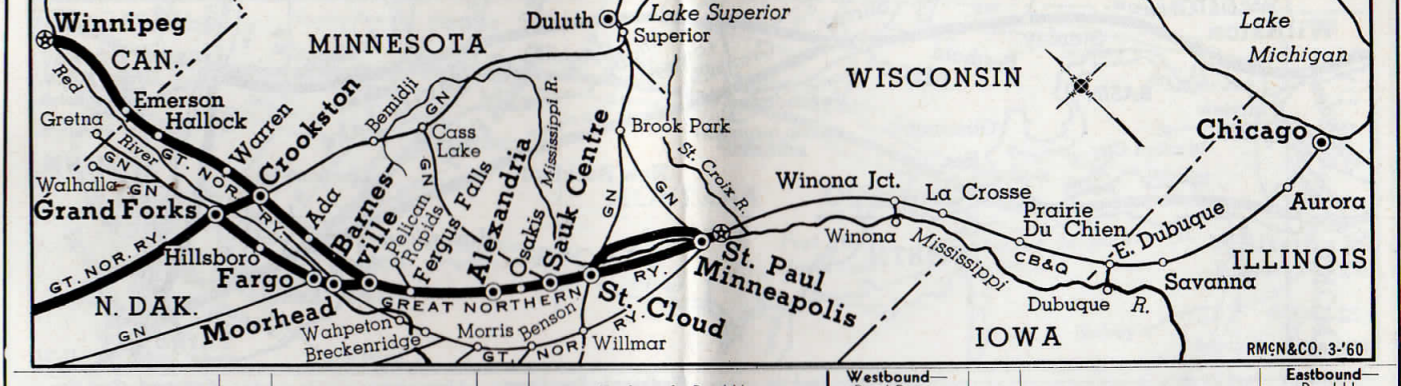 Winnipeg
CAN.
Red
River
Emerson
Hallock
Gretna
GN
Walhalla
GN
GT. NOR. RY.
Warren
Crookston
Grand Forks
GT. NOR. RY.
Hillsboro
Fargo
N. DAK.
GN
Moorhead
Ada
Barnes-
ville
MINNESOTA
Duluth
Lake Superior
Superior
Bemidji
GN
Cass
Lake
GN
Pelican
Rapids
Fergus Falls
Alexandria
Osakis
Mississippi R.
Sauk Centre
GN
Brook Park
GN
St. Croix R.
GREAT NORTHERN RY.
Wahpeton
Breckenridge
Morris
Benson
GT. NOR. RY.
Willmar
St. Cloud
St. Paul
Minneapolis
WISCONSIN
Lake
Michigan
Chicago
Winona Jct.
Winona
La Crosse
Mississippi R.
Prairie
Du Chien
CB&Q
E. Dubuque
Dubuque
Savanna
Aurora
ILLINOIS
IOWA
RMCN&CO. 3-'60
Westbound—
Eastbound—